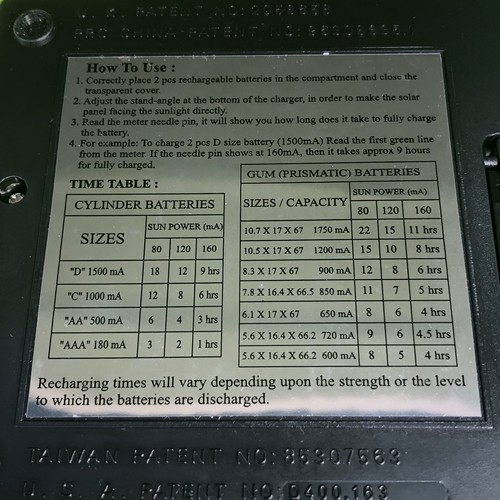 U. K. PATENT NO: 2038636
PRC CHINA PATENT NO:
How To Use :
1. Correctly place 2 pcs rechargeable batteries in the compartment and close the
transparent cover.
2. Adjust the stand-angle at the bottom of the charger, in order to make the solar
panel facing the sunlight directly.
3. Read the meter needle pin, it will show you how long does it take to fully charge
the battery.
4. For example: To charge 2 pcs D size battery (1500mA) Read the first green line
from the meter. If the needle pin shows at 160mA, then it takes approx 9 hours
for fully charged.
TIME TABLE :
CYLINDER BATTERIES
SIZES SUN POWER (mA)
80 120 160
"D" 1500 mA 18 12 9 hrs
"C" 1000 mA 12 8 6 hrs
"AA" 500 mA 6 4 3 hrs
"AAA" 180 mA 3 2 1 hrs
GUM (PRISMATIC) BATTERIES
SIZES / CAPACITY SUN POWER (mA)
80 120 160
10.7 X 17 X 67 1750 mA 22 15 11 hrs
10.5 X 17 X 67 1200 mA 15 10 8 hrs
8.3 X 17 X 67 900 mA 12 8 6 hrs
7.8 X 16.4 X 66.5 850 mA 11 7 5 hrs
6.1 X 17 X 67 650 mA 8 6 4 hrs
5.6 X 16.4 X 66.2 720 mA 9 6 4.5 hrs
5.6 X 16.4 X 66.2 600 mA 8 5 4 hrs
Recharging times will vary depending upon the strength or the level
to which the batteries are discharged.
TAIWAN PATENT NO: 85307563
U. S. A. PATENT NO: D400,163